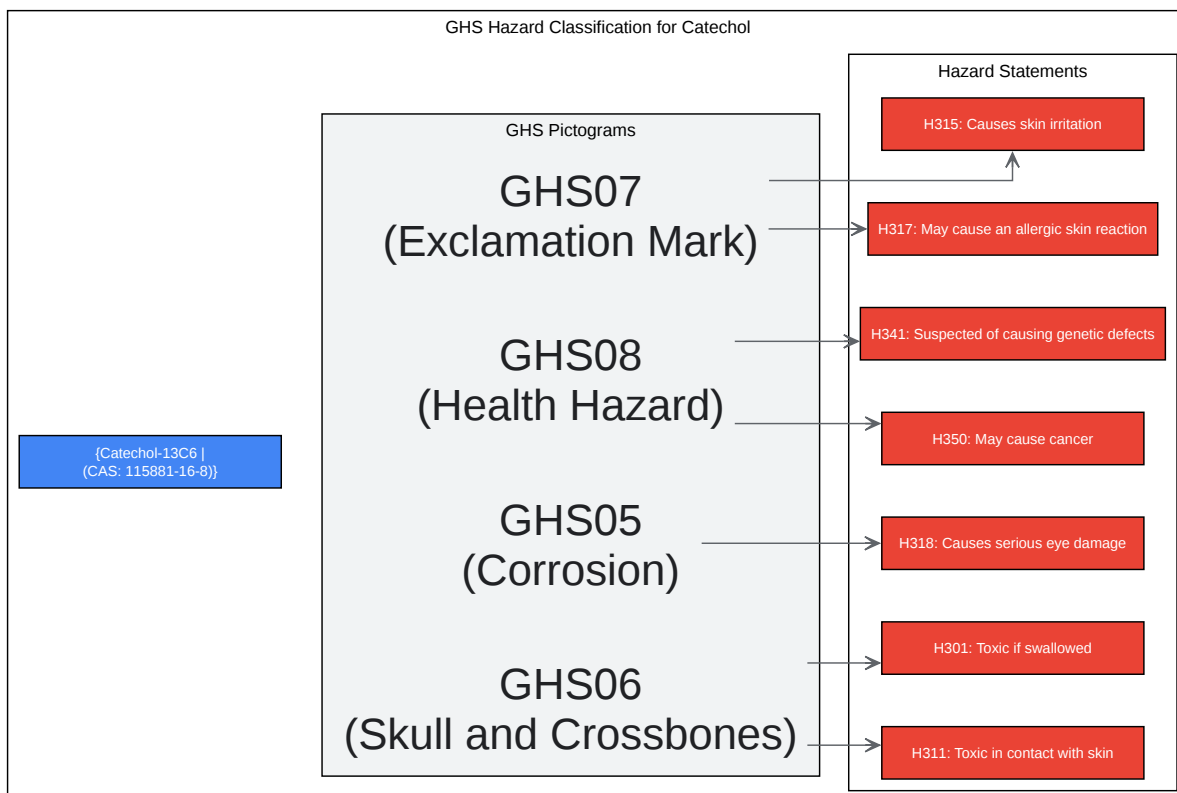 GHS Hazard Classification for Catechol
{Catechol-13C6 |
(CAS: 115881-16-8)}
GHS Pictograms
GHS07
(Exclamation Mark)
GHS08
(Health Hazard)
GHS05
(Corrosion)
GHS06
(Skull and Crossbones)
Hazard Statements
H315: Causes skin irritation
H317: May cause an allergic skin reaction
H341: Suspected of causing genetic defects
H350: May cause cancer
H318: Causes serious eye damage
H301: Toxic if swallowed
H311: Toxic in contact with skin